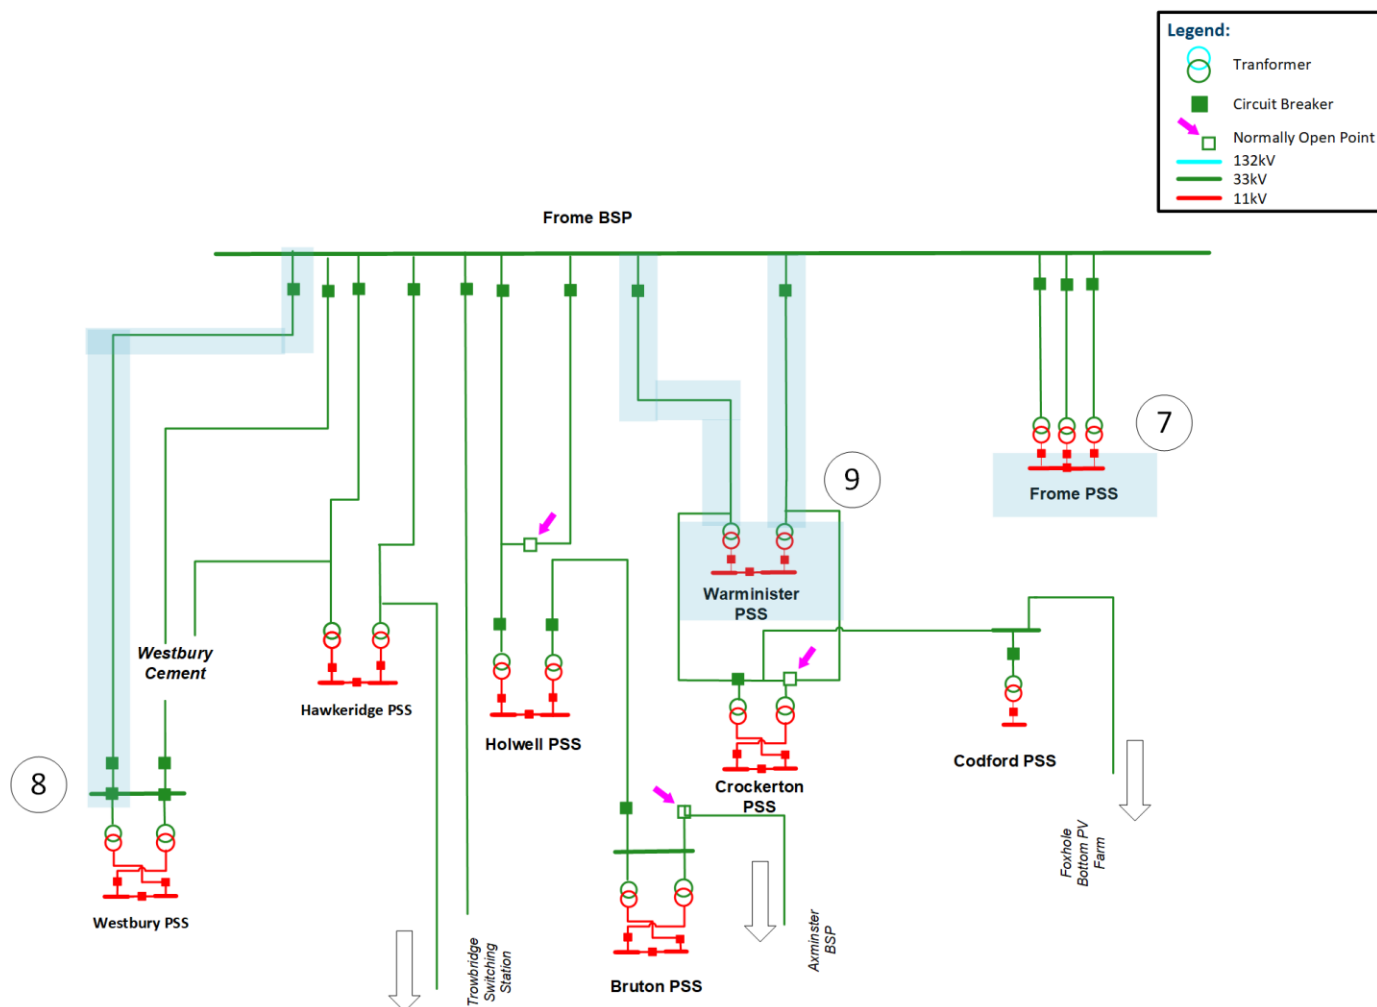 Legend:
Tranformer
Circuit Breaker
Normally Open Point
132kV
33kV
11kV
Frome BSP
7
Frome PSS
9
Warminister
PSS
Westbury
Cement
Hawkeridge PSS
Holwell PSS
Crockerton
PSS
Codford PSS
8
Westbury PSS
Bruton PSS
Trowbridge
Switching
Station
Axminster
BSP
Foxhole
Bottom PV
Farm